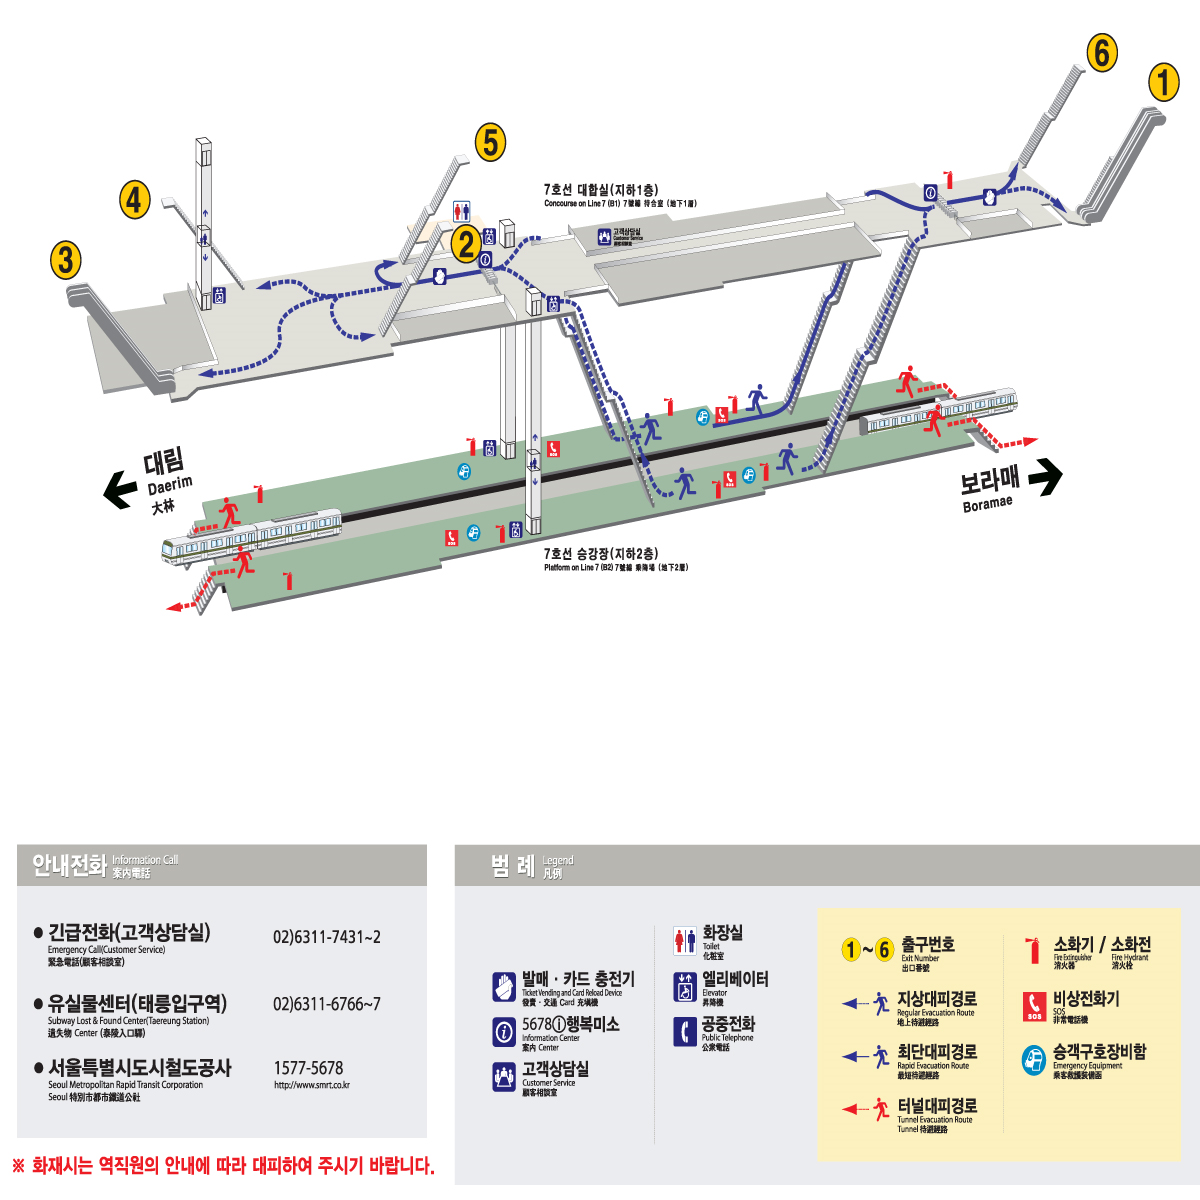 6
1
5
4
7호선 대합실(지하1층)
Concourse on Line 7 (B1) 7號線 待合室 (地下1層)
고객상담실
Customer Service
顧客相談室
2
3
대림
Daerim
大林
보라매
Boramae
SOS
SOS
SOS
SOS
7호선 승강장(지하2층)
Platform on Line 7 (B2) 7號線 乘降場 (地下2層)
안내전화 Information Call
案內電話
● 긴급전화(고객상담실) 02)6311-7431~2
Emergency Call(Customer Service)
緊急電話(顧客相談室)
● 유실물센터(태릉입구역) 02)6311-6766~7
Subway Lost & Found Center(Taereung Station)
遺失物 Center (泰陵入口驛)
● 서울특별시도시철도공사 1577-5678
Seoul Metropolitan Rapid Transit Corporation http://www.smrt.co.kr
Seoul 特別市都市鐵道公社
※ 화재시는 역직원의 안내에 따라 대피하여 주시기 바랍니다.
범 례 Legend
凡例
발매 · 카드 충전기
Ticket Vending and Card Reload Device
發賣 · 交通 Card 充塡機
5678ⓘ행복미소
Information Center
案內 Center
고객상담실
Customer Service
顧客相談室
화장실
Toilet
化粧室
엘리베이터
Elevator
昇降機
공중전화
Public Telephone
公衆電話
1~6 출구번호
Exit Number
出口番號
지상대피경로
Regular Evacuation Route
地上待避經路
최단대피경로
Rapid Evacuation Route
最短待避經路
터널대피경로
Tunnel Evacuation Route
Tunnel 待避經路
소화기 / 소화전
Fire Extinguisher Fire Hydrant
消火器 消火栓
SOS
비상전화기
SOS
非常電話機
승객구호장비함
Emergency Equipment
乘客救護裝備函